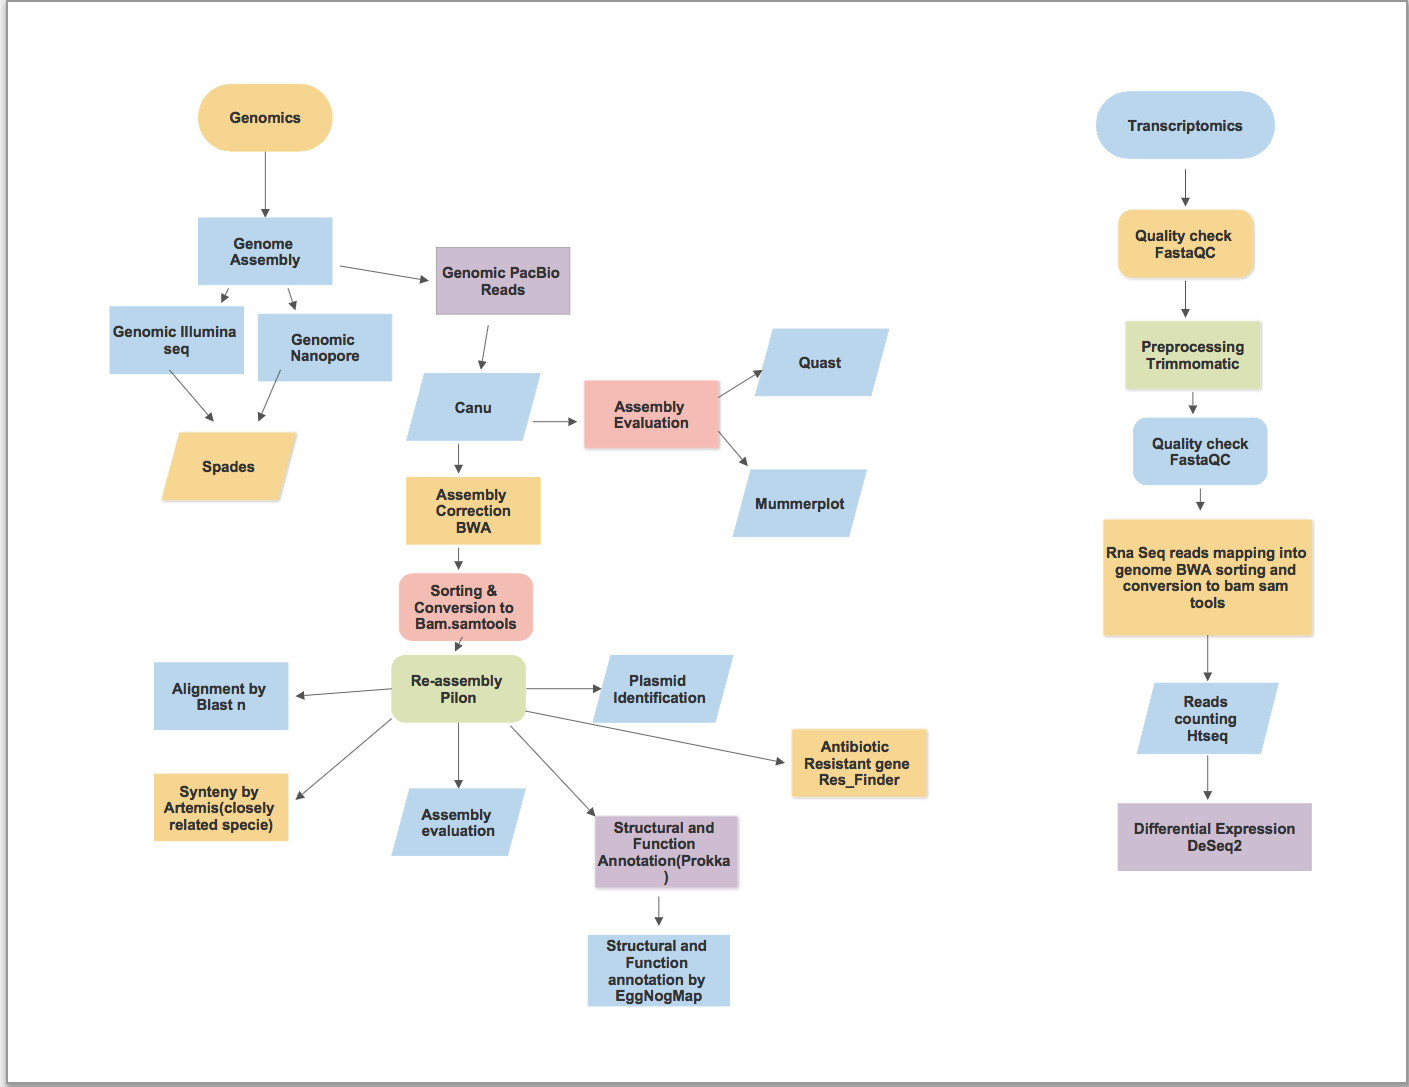 Genomics
Genome
Assembly
Genomic PacBio
Reads
Genomic Illumina
seq
Genomic
Nanopore
Spades
Canu
Assembly
Evaluation
Quast
Mummerplot
Assembly
Correction
BWA
Sorting &
Conversion to
Bam.samtools
Re-assembly
Pilon
Alignment by
Blast n
Plasmid
Identification
Synteny by
Artemis(closely
related specie)
Assembly
evaluation
Antibiotic
Resistant gene
Res_Finder
Structural and
Function
Annotation(Prokka
)
Structural and
Function
annotation by
EggNogMap
Transcriptomics
Quality check
FastaQC
Preprocessing
Trimmomatic
Quality check
FastaQC
Rna Seq reads mapping into
genome BWA sorting and
conversion to bam sam
tools
Reads
counting
Htseq
Differential Expression
DeSeq2